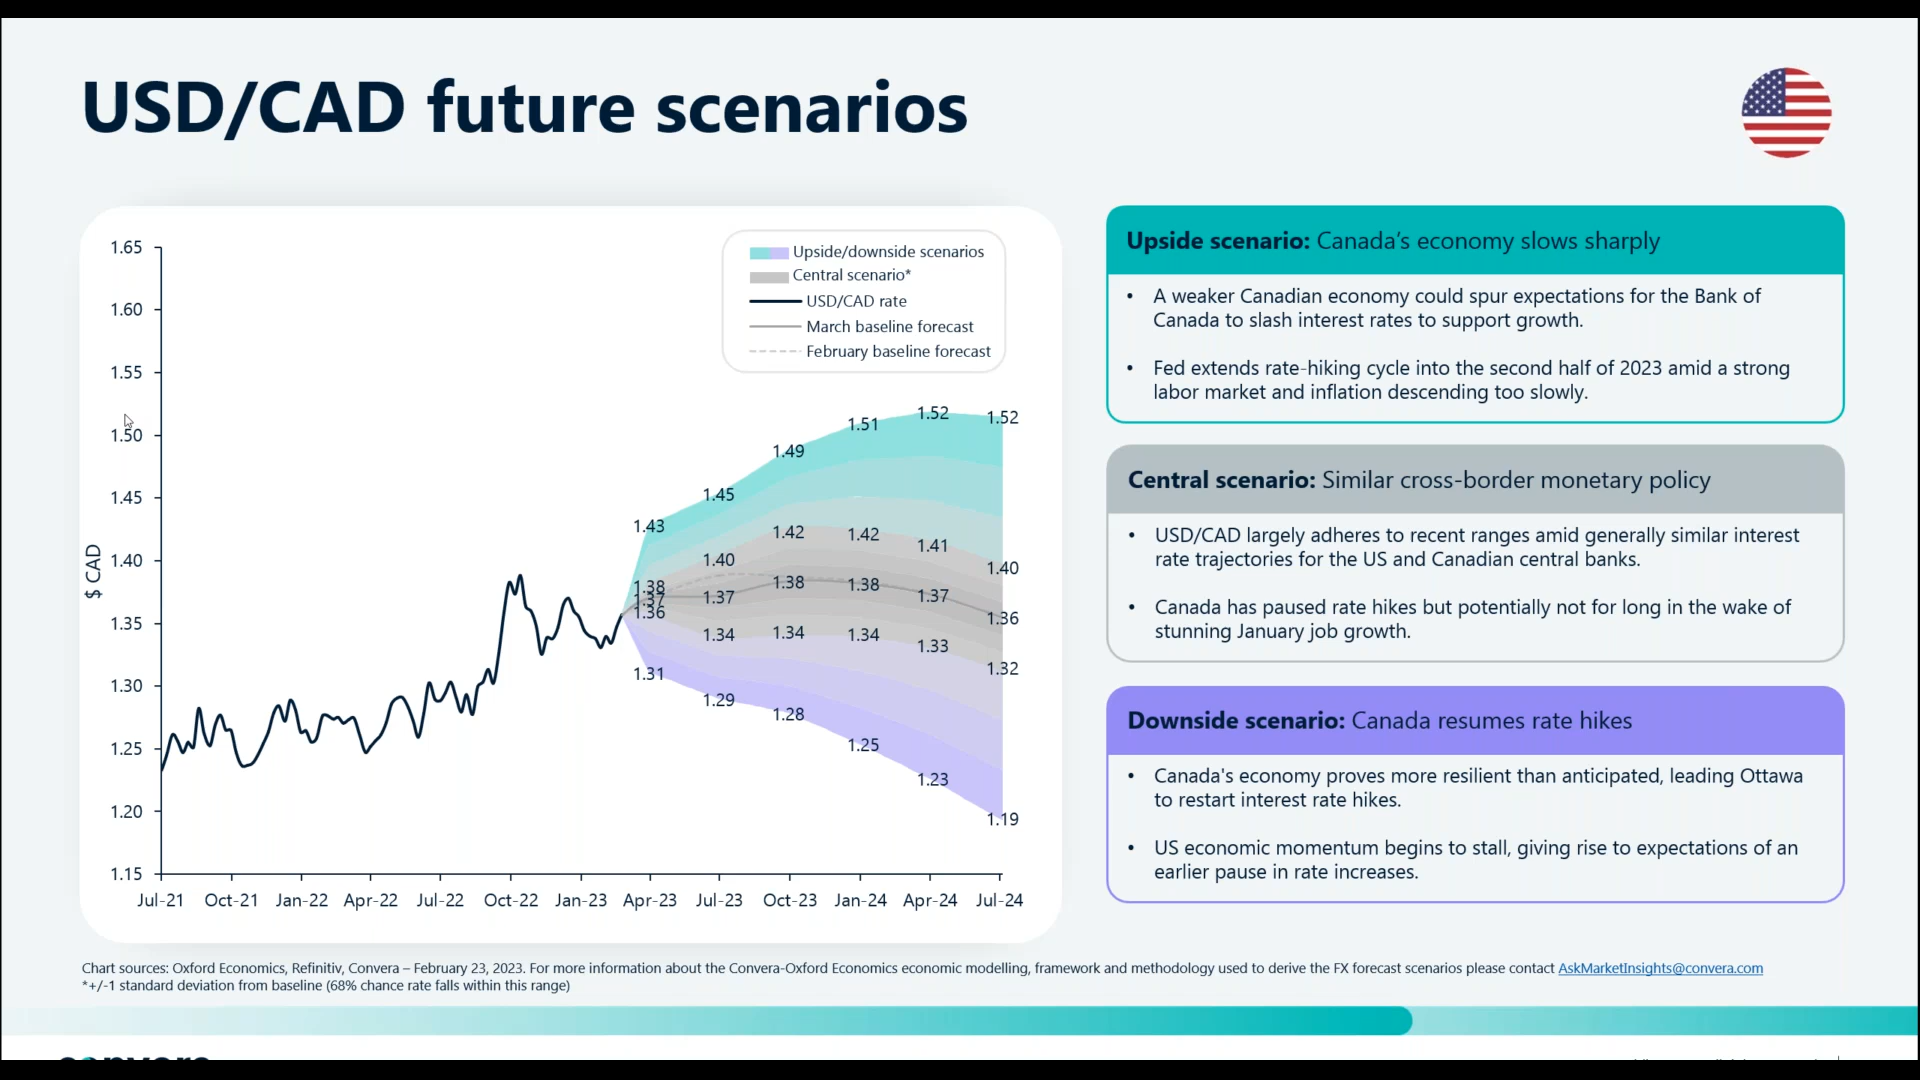 USD/CAD future scenarios
1.65
1.60
1.55
1.50
1.45
1.40
1.35
1.30
1.25
1.20
1.15
$ CAD
Upside/downside scenarios
Central scenario*
USD/CAD rate
March baseline forecast
February baseline forecast
1.43
1.45
1.49
1.51
1.52
1.52
1.38
1.40
1.42
1.42
1.41
1.40
1.37
1.37
1.38
1.38
1.37
1.36
1.36
1.34
1.34
1.34
1.33
1.32
1.31
1.29
1.28
1.25
1.23
1.19
Jul-21 Oct-21 Jan-22 Apr-22 Jul-22 Oct-22 Jan-23 Apr-23 Jul-23 Oct-23 Jan-24 Apr-24 Jul-24
Upside scenario: Canada’s economy slows sharply
• A weaker Canadian economy could spur expectations for the Bank of
Canada to slash interest rates to support growth.
• Fed extends rate-hiking cycle into the second half of 2023 amid a strong
labor market and inflation descending too slowly.
Central scenario: Similar cross-border monetary policy
• USD/CAD largely adheres to recent ranges amid generally similar interest
rate trajectories for the US and Canadian central banks.
• Canada has paused rate hikes but potentially not for long in the wake of
stunning January job growth.
Downside scenario: Canada resumes rate hikes
• Canada's economy proves more resilient than anticipated, leading Ottawa
to restart interest rate hikes.
• US economic momentum begins to stall, giving rise to expectations of an
earlier pause in rate increases.
Chart sources: Oxford Economics, Refinitiv, Convera – February 23, 2023. For more information about the Convera-Oxford Economics economic modelling, framework and methodology used to derive the FX forecast scenarios please contact AskMarketInsights@convera.com
*+/-1 standard deviation from baseline (68% chance rate falls within this range)
convera